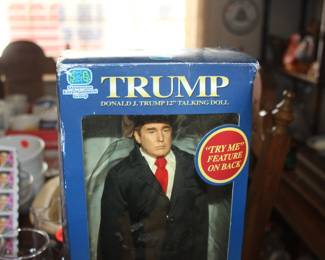 TRUMP
DONALD J. TRUMP 12" TALKING DOLL
"TRY ME"
FEATURE
ON BACK